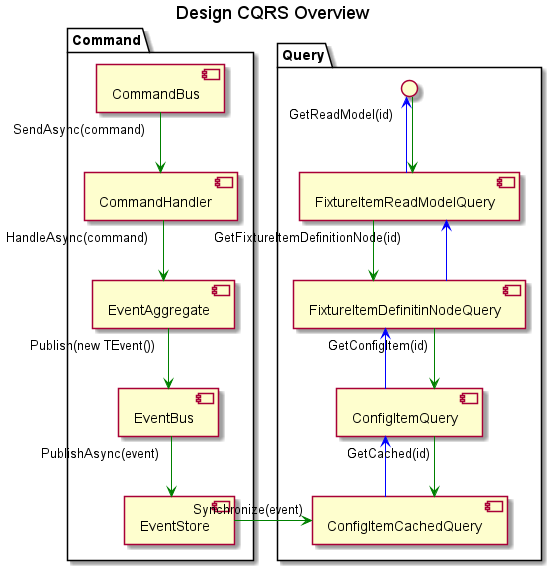 Design CQRS Overview
Command
CommandBus
SendAsync(command)
CommandHandler
HandleAsync(command)
EventAggregate
Publish(new TEvent())
EventBus
PublishAsync(event)
EventStore
Synchronize(event)
Query
GetReadModel(id)
FixtureItemReadModelQuery
GetFixtureItemDefinitionNode(id)
FixtureItemDefinitinNodeQuery
GetConfigItem(id)
ConfigItemQuery
GetCached(id)
ConfigItemCachedQuery